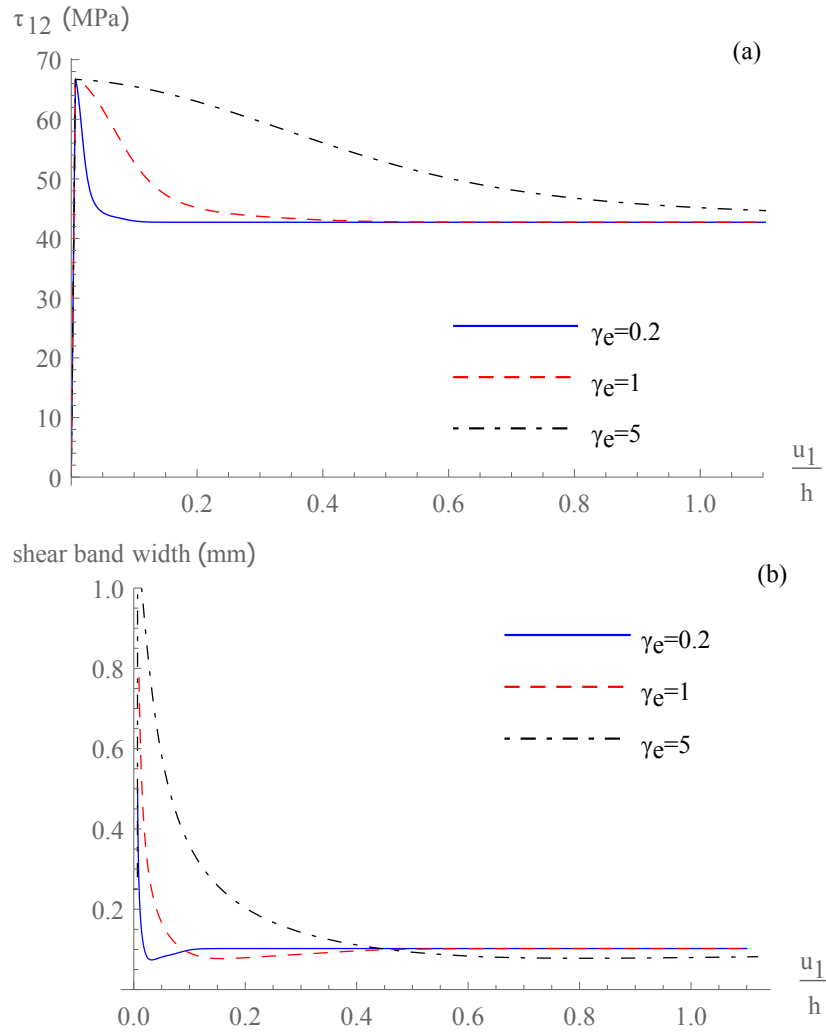 τ12 (MPa)
(a)
70
60
50
40
30
20
10
0
γe=0.2
γe=1
γe=5
0.2 0.4 0.6 0.8 1.0
u1
h
shear band width (mm)
(b)
1.0
0.8
0.6
0.4
0.2
γe=0.2
γe=1
γe=5
0.0 0.2 0.4 0.6 0.8 1.0
u1
h